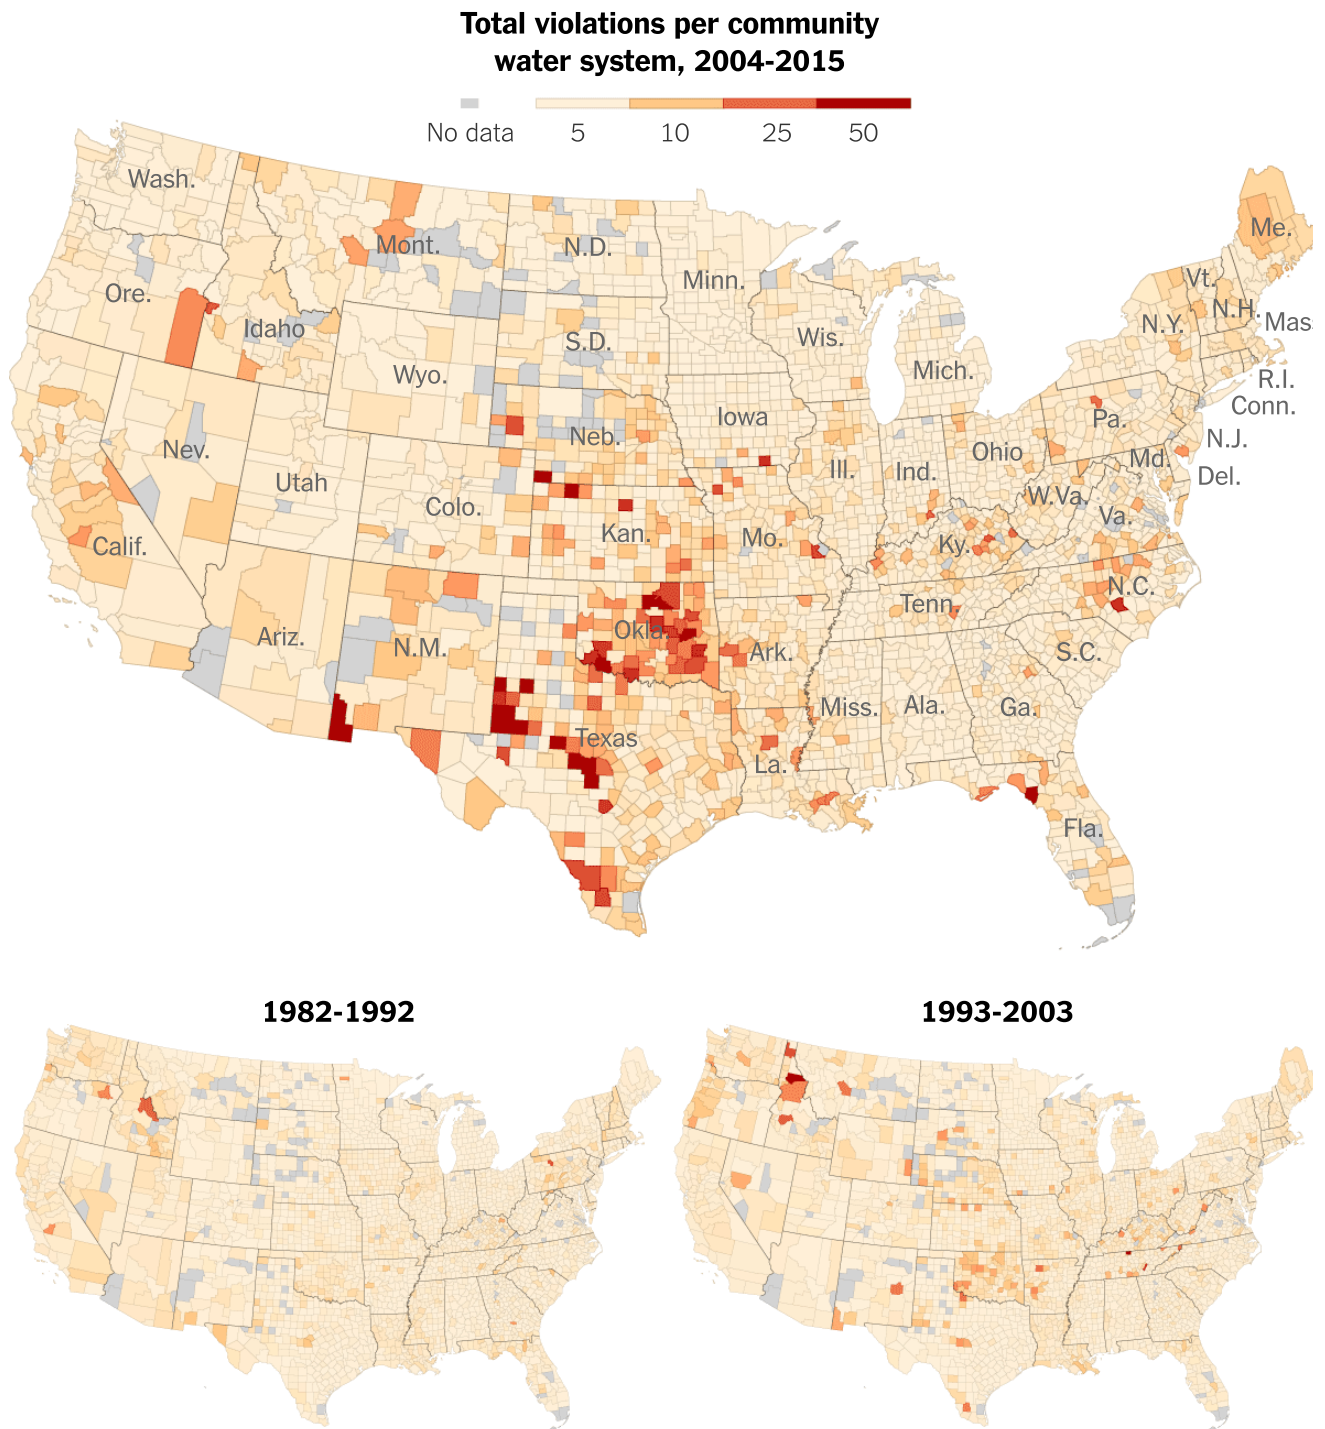 Total violations per community
water system, 2004-2015
No data 5 10 25 50
Wash.
Mont.
N.D.
Minn.
Me.
Ore.
Idaho
S.D.
Wis.
Vt.
N.H.
N.Y.
Mas
Wyo.
Mich.
R.I.
Conn.
Iowa
Pa.
Neb.
Nev.
Ohio
N.J.
Utah
Ill.
Ind.
Md.
Del.
Colo.
W.Va.
Va.
Calif.
Kan.
Mo.
Ky.
N.C.
Tenn.
Ariz.
N.M.
Okla.
Ark.
S.C.
Miss.
Ala.
Ga.
Texas
La.
Fla.
1982-1992
1993-2003